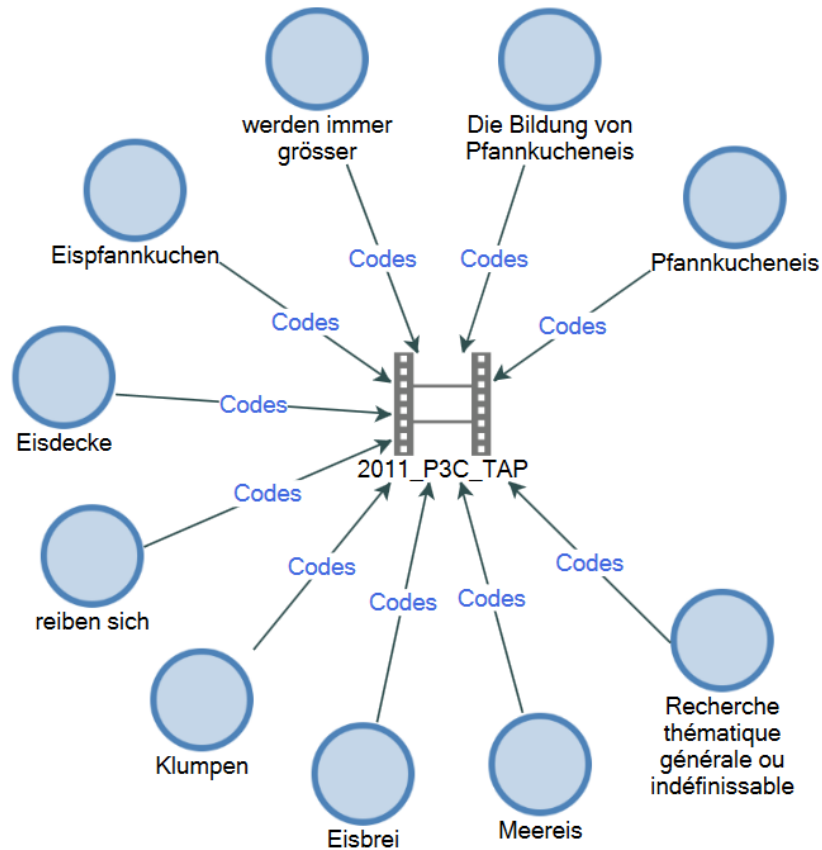 werden immer
grösser
Die Bildung von
Pfannkucheneis
Eispfannkuchen
Pfannkucheneis
Codes
Codes
Codes
Codes
Eisdecke
Codes
2011_P3C_TAP
reiben sich
Codes
Codes
Codes
Codes
Codes
Klumpen
Eisbrei
Meereis
Recherche
thématique
générale ou
indéfinissable